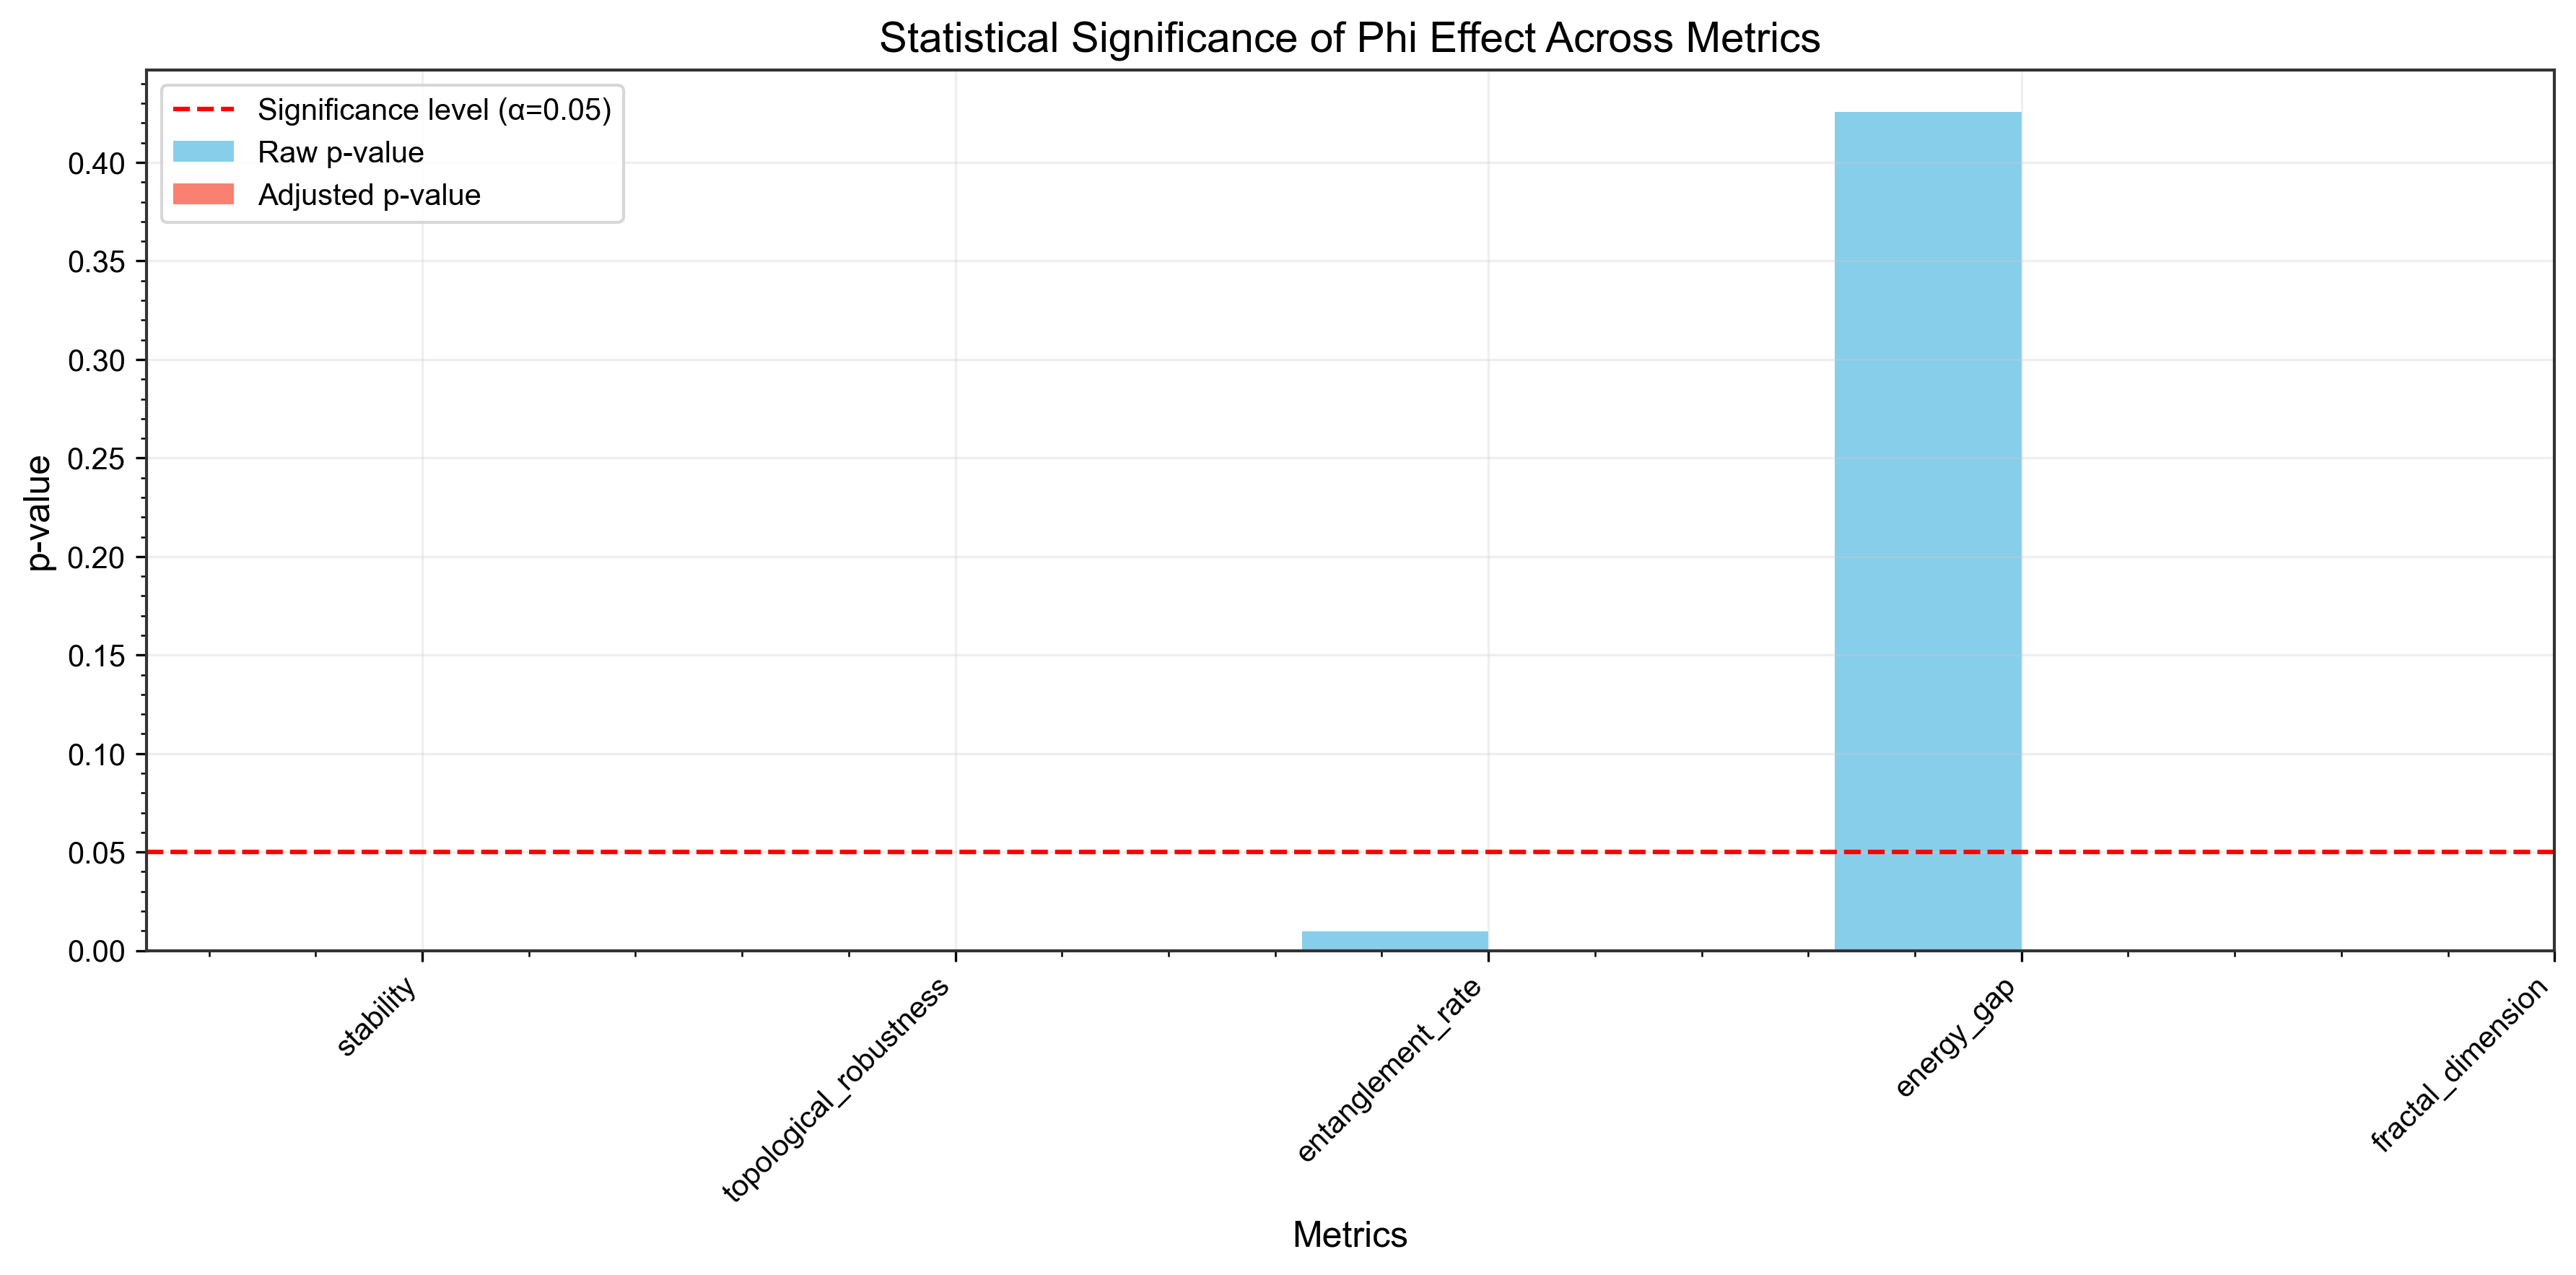 Statistical Significance of Phi Effect Across Metrics
Significance level (α=0.05)
Raw p-value
Adjusted p-value
p-value
0.40
0.35
0.30
0.25
0.20
0.15
0.10
0.05
0.00
stability
topological_robustness
entanglement_rate
energy_gap
fractal_dimension
Metrics